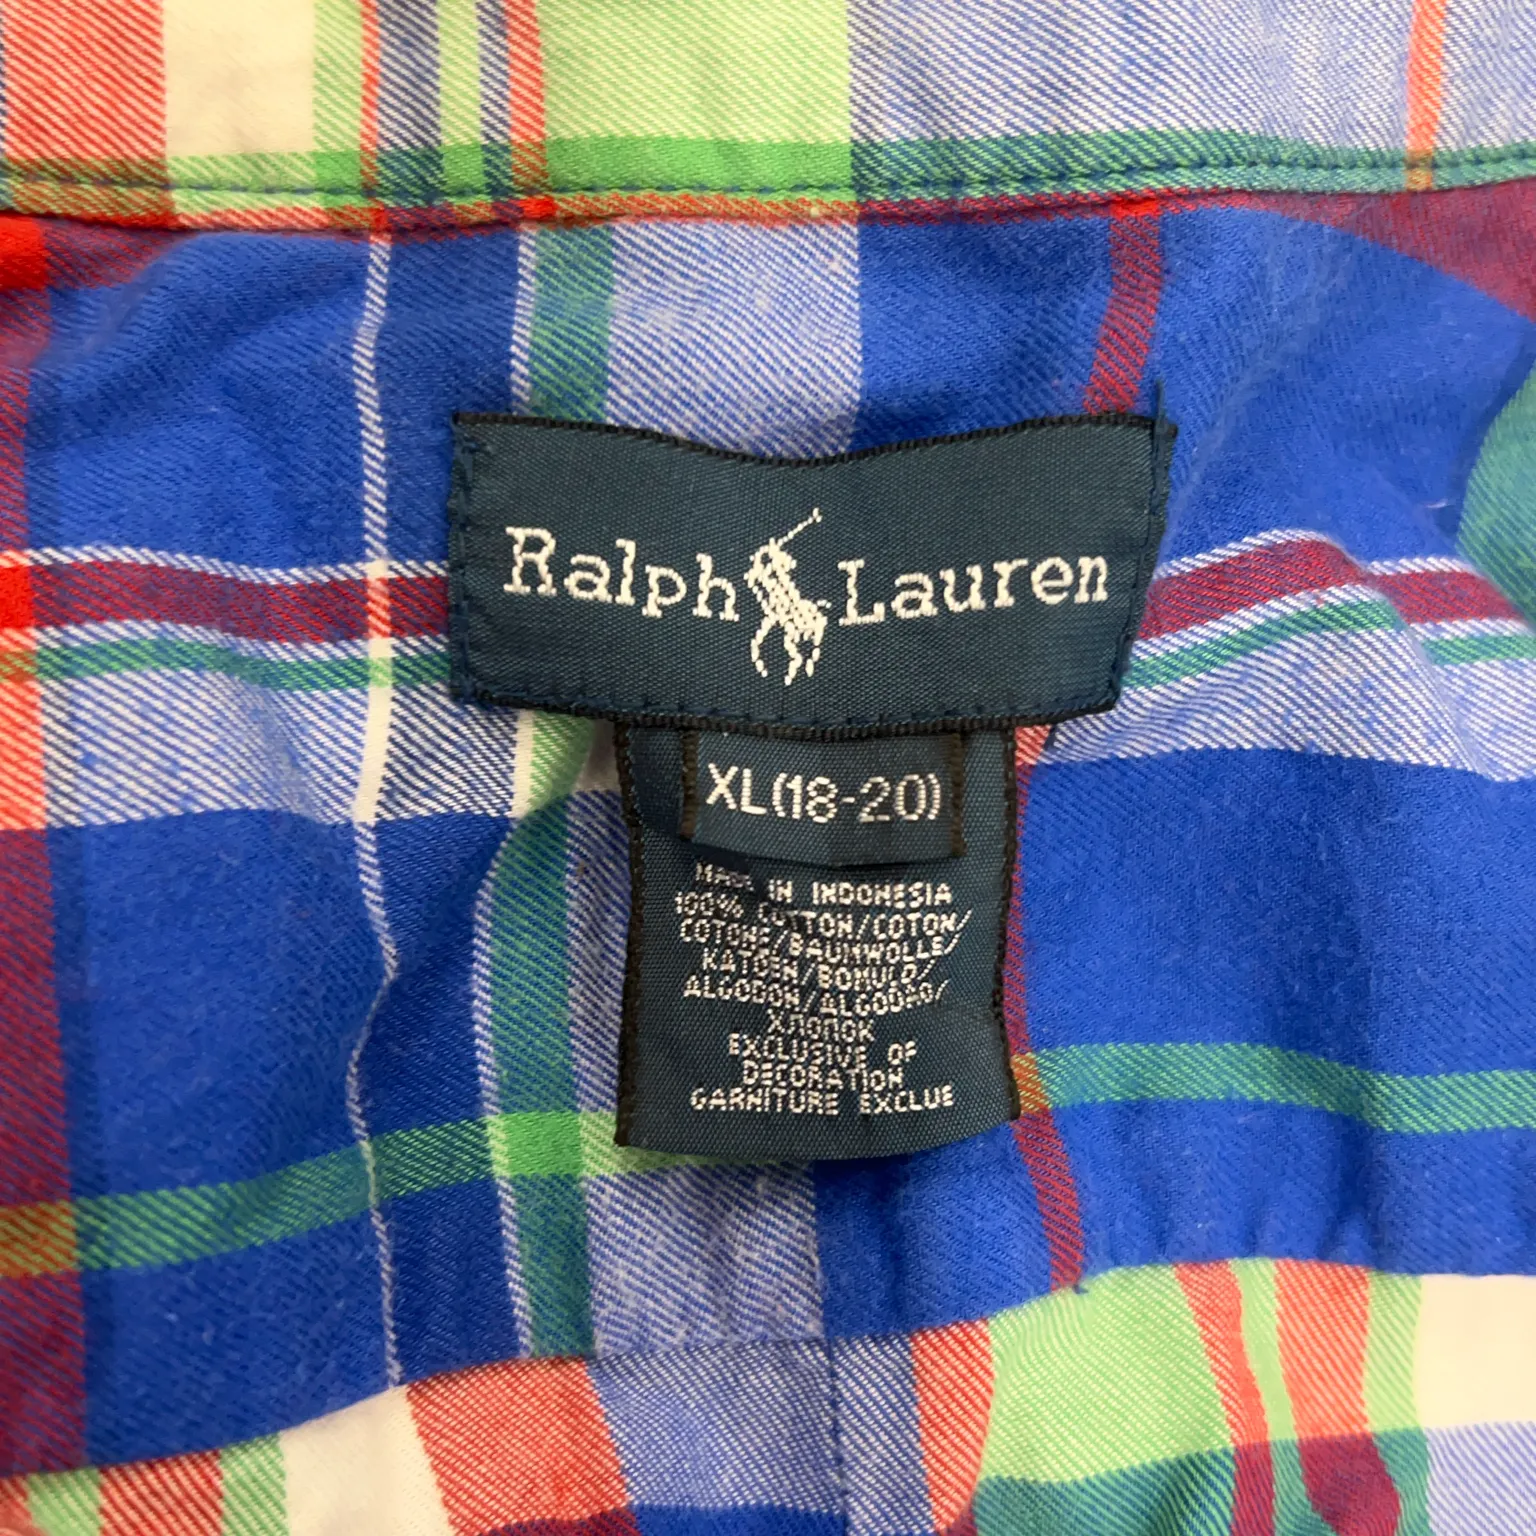 Ralph Lauren
XL(18-20)
MADE IN INDONESIA
100% COTTON/COTON/
COTONE/BAUMWOLLE/
KATOEN/BOMULD/
ALGODON/ALGODAO/
ХЛОПОК
EXCLUSIVE OF
DECORATION
GARNITURE EXCLUE